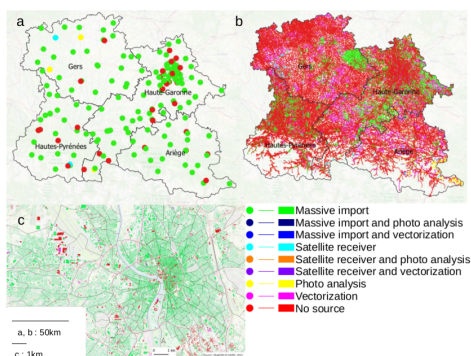 a
b
Gers
Haute-Garonne
Hautes-Pyrénées
Ariège
Gers
Haute-Garonne
Hautes-Pyrénées
Ariège
c
Massive import
Massive import and photo analysis
Massive import and vectorization
Satellite receiver
Satellite receiver and photo analysis
Satellite receiver and vectorization
Photo analysis
Vectorization
No source
a, b : 50km
c : 1km